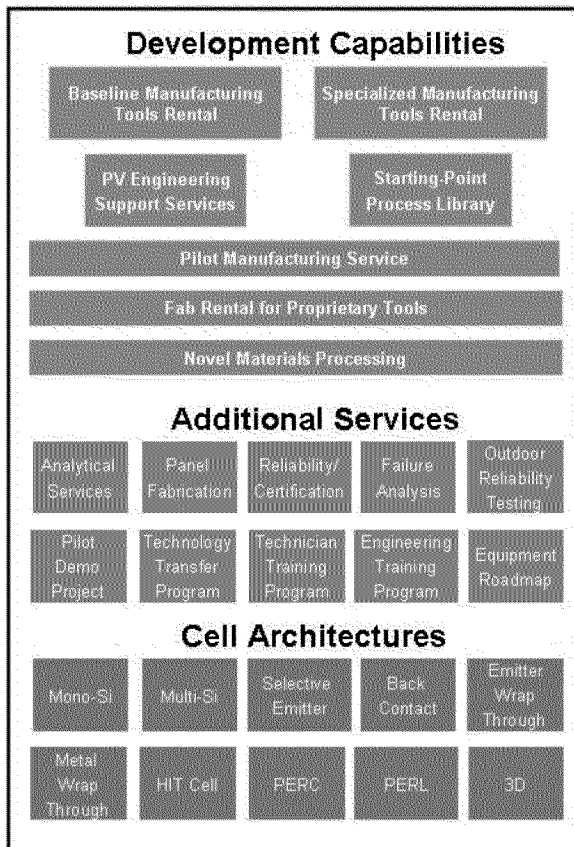 Development Capabilities
Baseline Manufacturing
Tools Rental
Specialized Manufacturing
Tools Rental
PV Engineering
Support Services
Starting-Point
Process Library
Pilot Manufacturing Service
Fab Rental for Proprietary Tools
Novel Materials Processing
Additional Services
Analytical
Services
Panel
Fabrication
Reliability/
Certification
Failure
Analysis
Outdoor
Reliability
Testing
Pilot
Demo
Project
Technology
Transfer
Program
Technician
Training
Program
Engineering
Training
Program
Equipment
Roadmap
Cell Architectures
Mono-Si
Multi-Si
Selective
Emitter
Back
Contact
Emitter
Wrap
Through
Metal
Wrap
Through
HIT Cell
PERC
PERL
3D